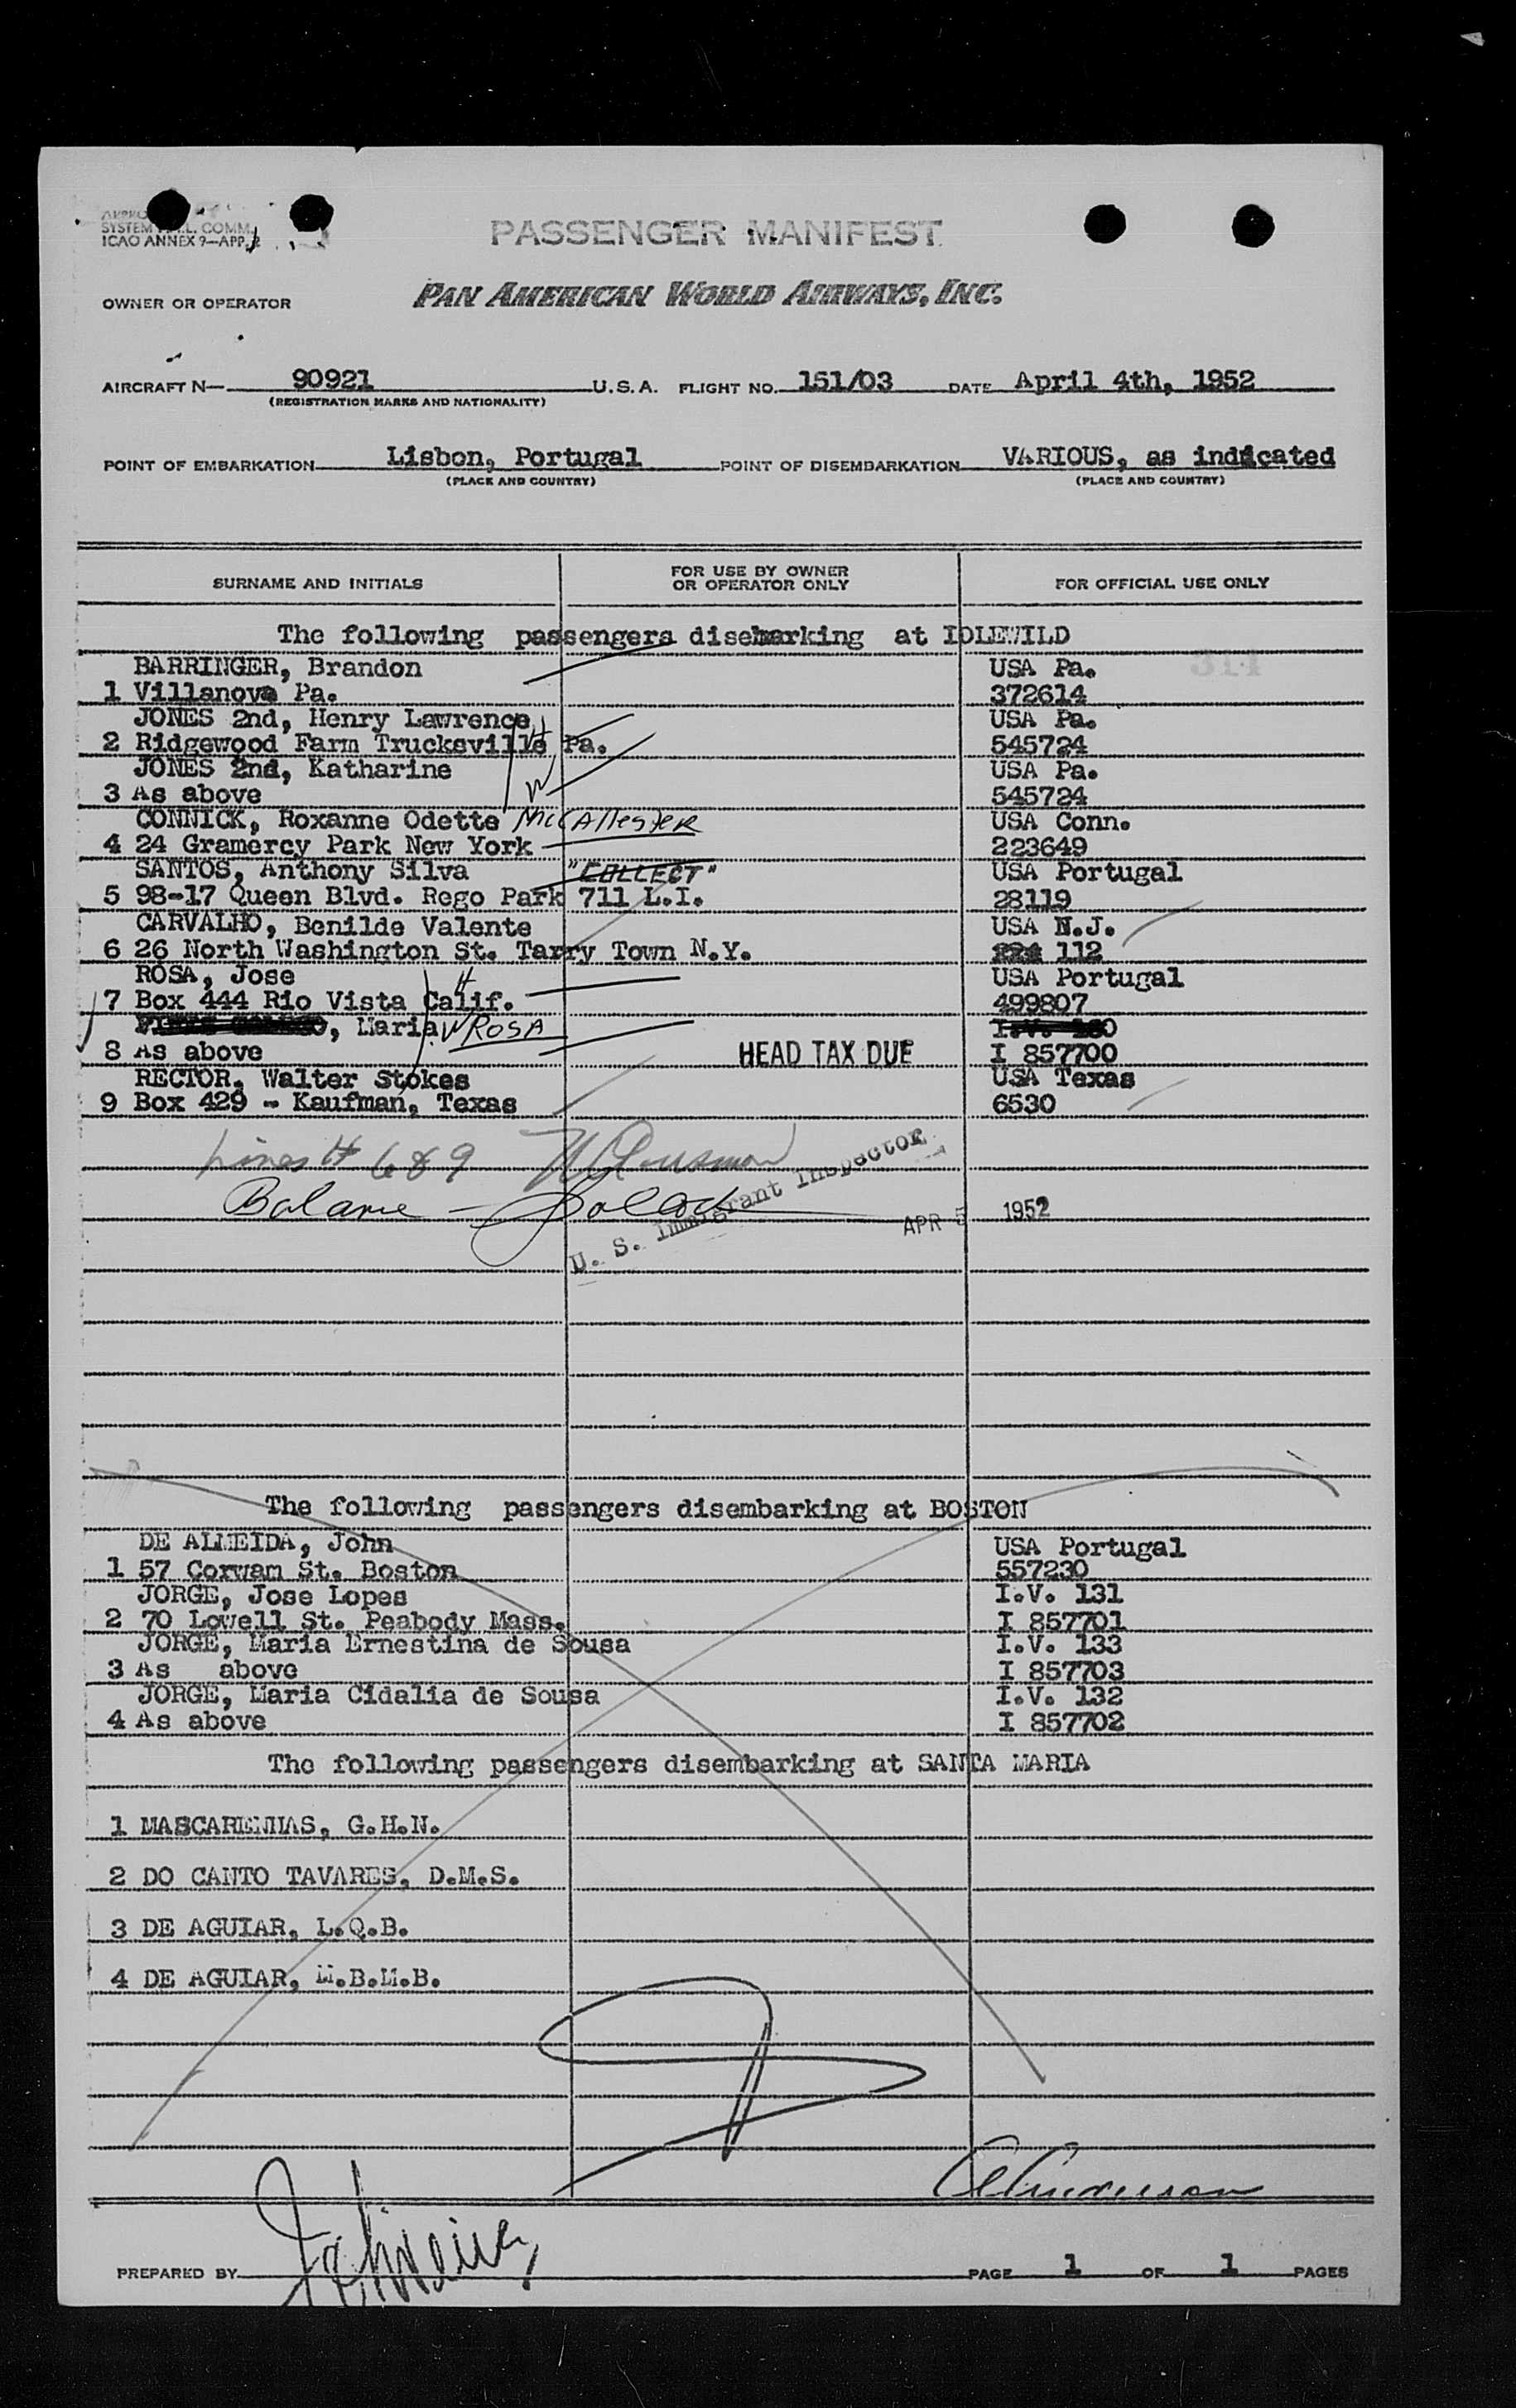 SYSTEM
COMM.
ICAO ANNEX 9—APP. 2
PASSENGER MANIFEST
OWNER OR OPERATOR
PAN AMERICAN WORLD AIRWAYS, INC.
AIRCRAFT N— 90921 U.S.A. FLIGHT NO. 151/03 DATE April 4th, 1952
(REGISTRATION MARKS AND NATIONALITY)
POINT OF EMBARKATION Lisbon, Portugal POINT OF DISEMBARKATION VARIOUS, as indicated
(PLACE AND COUNTRY) (PLACE AND COUNTRY)
SURNAME AND INITIALS FOR USE BY OWNER OR OPERATOR ONLY FOR OFFICIAL USE ONLY
The following passengers disembarking at IDLEWILD
BARRINGER, Brandon USA Pa. 314
1 Villanova Pa. 372614
JONES 2nd, Henry Lawrence H USA Pa.
2 Ridgewood Farm Trucksville Pa. 545724
JONES 2nd, Katharine W USA Pa.
3 As above 545724
CONNICK, Roxanne Odette McCAllester USA Conn.
4 24 Gramercy Park New York 223649
SANTOS, Anthony Silva "COLLECT" USA Portugal
5 98-17 Queen Blvd. Rego Park 711 L.I. 28119
CARVALHO, Benilde Valente USA N.J.
6 26 North Washington St. Tarry Town N.Y. 112
ROSA, Jose H USA Portugal
7 Box 444 Rio Vista Calif. 499807
, Maria W ROSA
8 As above HEAD TAX DUE I 857700
RECTOR, Walter Stokes USA Texas
9 Box 429 - Kaufman, Texas 6530
Lines # 6 & 9
Balance —
U. S. Immigrant Inspector
APR 5 1952
The following passengers disembarking at BOSTON
DE ALMEIDA, John USA Portugal
1 57 Corwam St. Boston 557230
JORGE, Jose Lopes I.V. 131
2 70 Lowell St. Peabody Mass. I 857701
JORGE, Maria Ernestina de Sousa I.V. 133
3 As above I 857703
JORGE, Maria Cidalia de Sousa I.V. 132
4 As above I 857702
The following passengers disembarking at SANTA MARIA
1 MASCARENHAS, G.H.N.
2 DO CANTO TAVARES, D.M.S.
3 DE AGUIAR, L.Q.B.
4 DE AGUIAR, M.B.M.B.
PREPARED BY PAGE 1 OF 1 PAGES